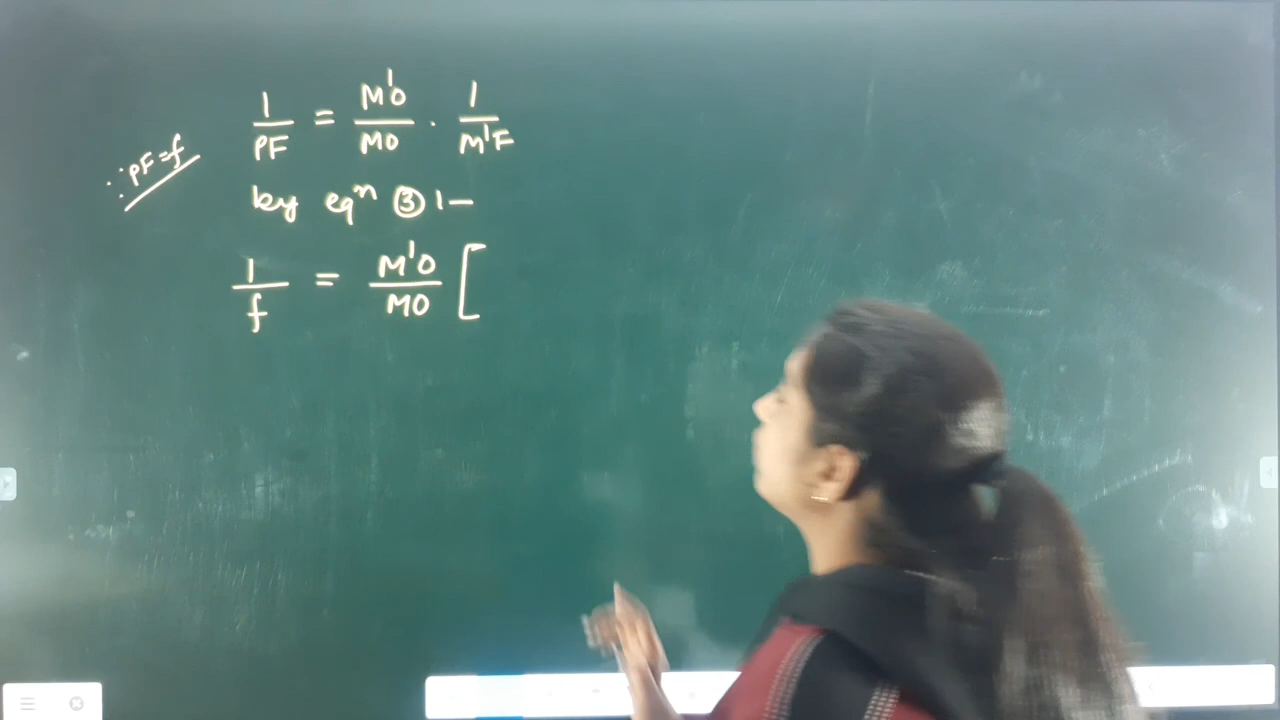 1/PF = M'O/MO . 1/M'F
∵ PF = f
by eqⁿ ③ :-
1/f = M'O/MO [